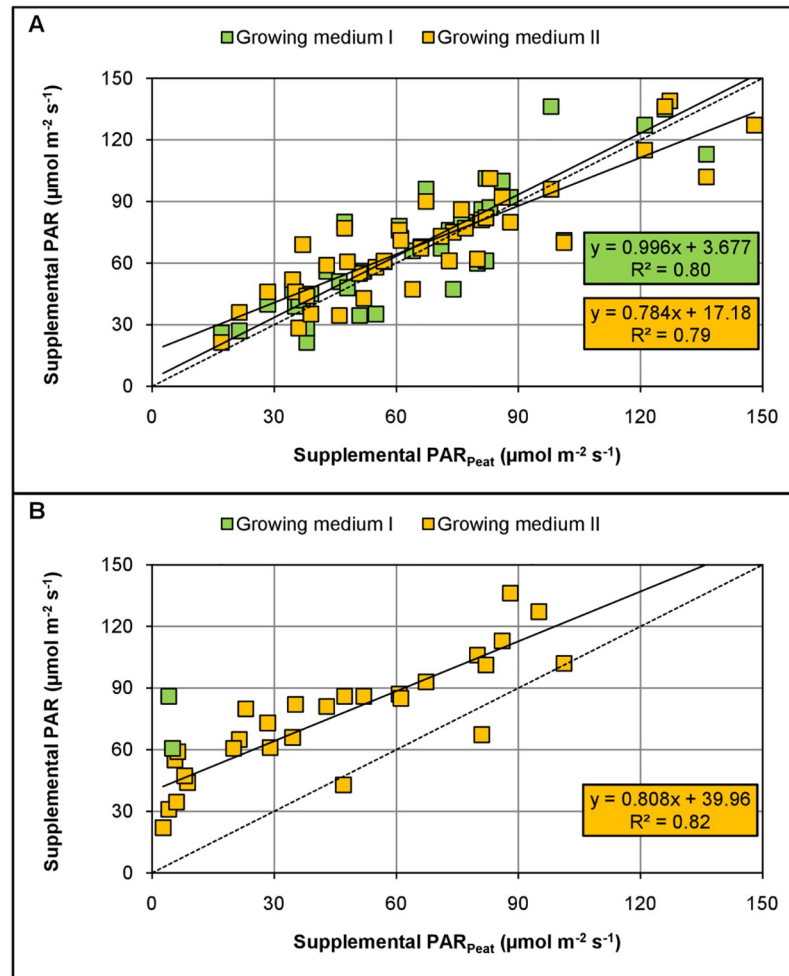 A
Growing medium I Growing medium II
150
120
90
60
30
0
Supplemental PAR (µmol m⁻² s⁻¹)
y = 0.996x + 3.677
R² = 0.80
y = 0.784x + 17.18
R² = 0.79
0 30 60 90 120 150
Supplemental PAR_Peat (µmol m⁻² s⁻¹)
B
Growing medium I Growing medium II
150
120
90
60
30
0
Supplemental PAR (µmol m⁻² s⁻¹)
y = 0.808x + 39.96
R² = 0.82
0 30 60 90 120 150
Supplemental PAR_Peat (µmol m⁻² s⁻¹)